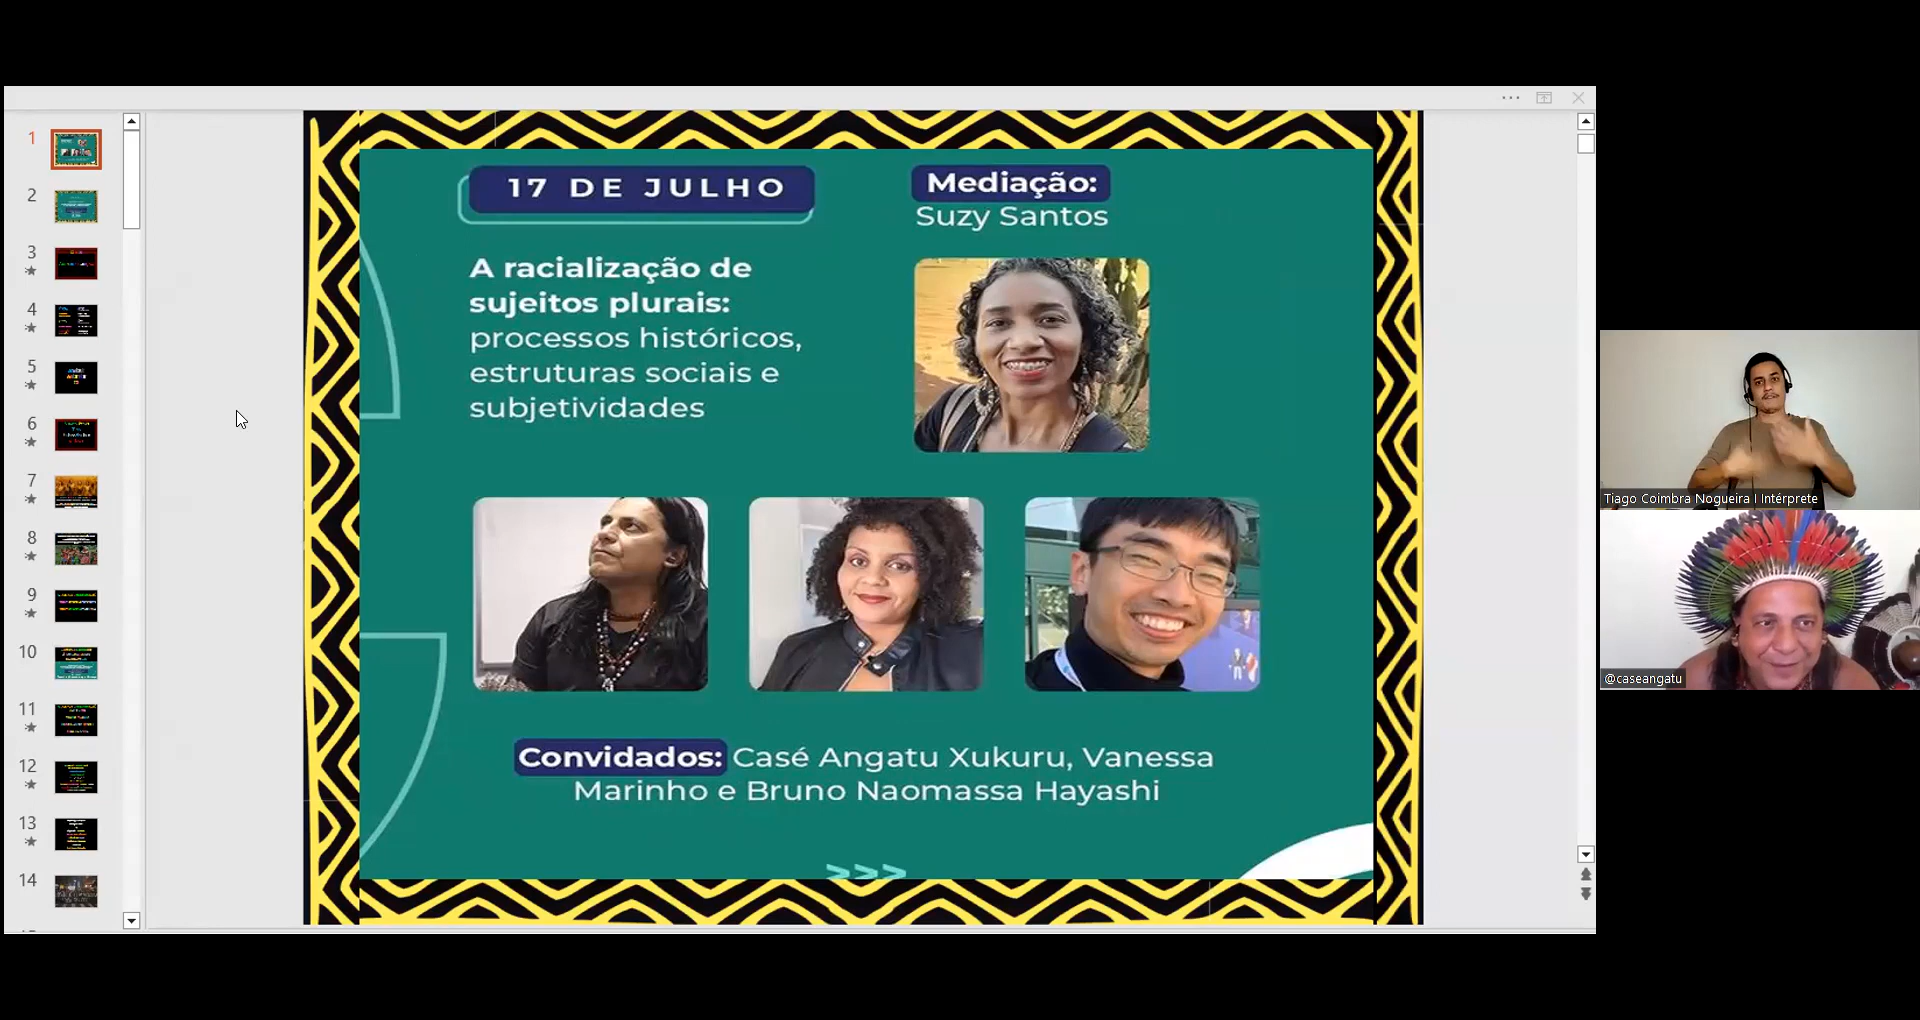 1
2
3
4
5
6
7
8
9
10
11
12
13
14
17 DE JULHO
A racialização de
sujeitos plurais:
processos históricos,
estruturas sociais e
subjetividades
Mediação:
Suzy Santos
Convidados: Casé Angatu Xukuru, Vanessa
Marinho e Bruno Naomassa Hayashi
>>>
Tiago Coimbra Nogueira I Intérprete
@caseangatu